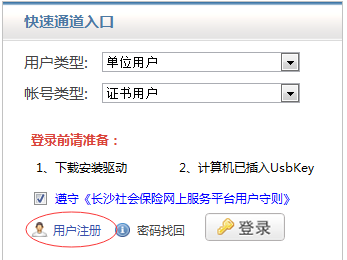 快速通道入口
用户类型: 单位用户
帐号类型: 证书用户
登录前请准备：
1、下载安装驱动 2、计算机已插入UsbKey
遵守《长沙社会保险网上服务平台用户守则》
用户注册 密码找回 登录